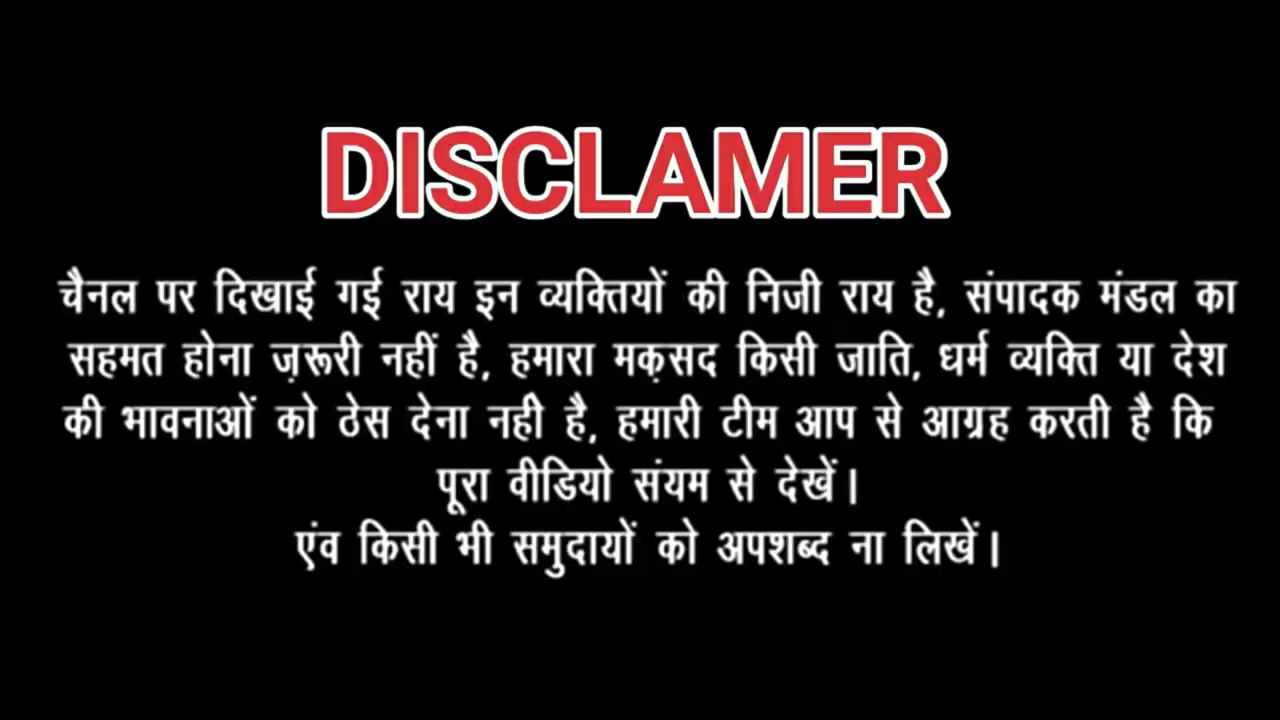 DISCLAMER
चैनल पर दिखाई गई राय इन व्यक्तियों की निजी राय है, संपादक मंडल का
सहमत होना ज़रूरी नहीं है, हमारा मक़सद किसी जाति, धर्म व्यक्ति या देश
की भावनाओं को ठेस देना नही है, हमारी टीम आप से आग्रह करती है कि
पूरा वीडियो संयम से देखें।
एंव किसी भी समुदायों को अपशब्द ना लिखें।